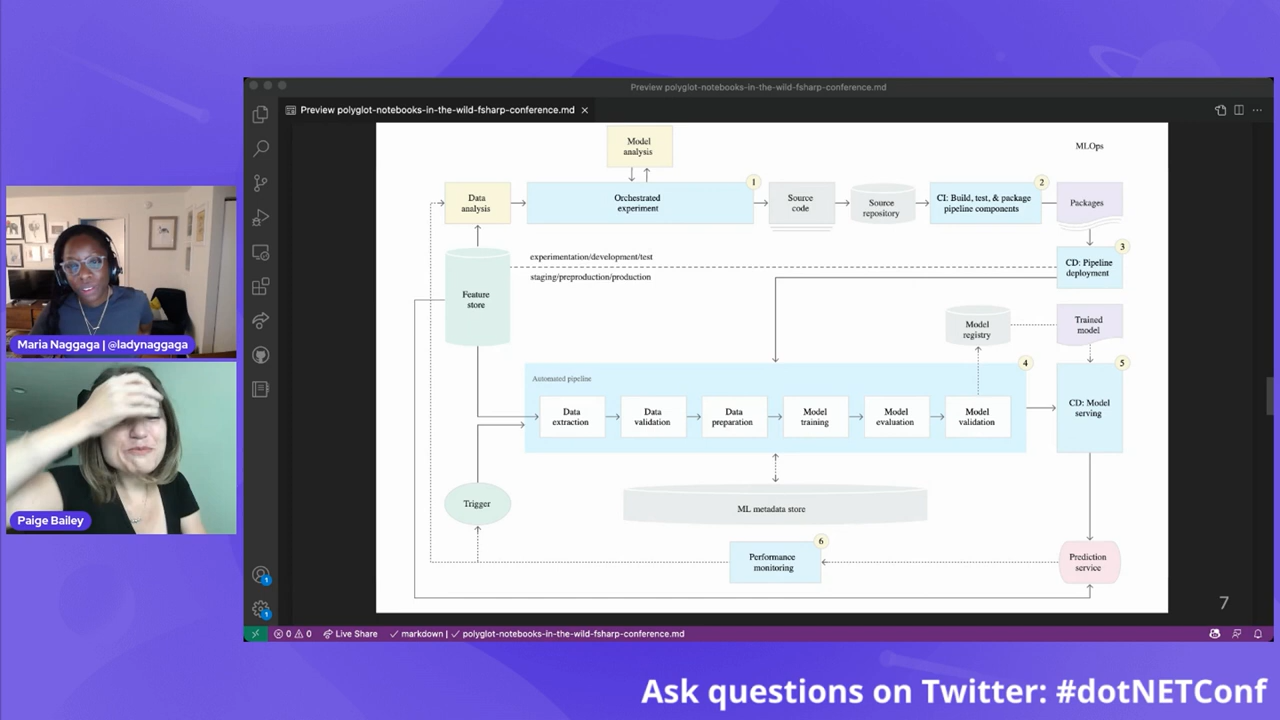 Preview polyglot-notebooks-in-the-wild-fsharp-conference.md
Preview polyglot-notebooks-in-the-wild-fsharp-conference.md
Model
analysis
MLOps
1
2
Data
analysis
Orchestrated
experiment
Source
code
Source
repository
CI: Build, test, & package
pipeline components
Packages
3
experimentation/development/test
staging/preproduction/production
CD: Pipeline
deployment
Feature
store
Model
registry
Trained
model
4
5
Automated pipeline
Data
extraction
Data
validation
Data
preparation
Model
training
Model
evaluation
Model
validation
CD: Model
serving
Trigger
ML metadata store
6
Performance
monitoring
Prediction
service
7
1
1
0 0 Live Share markdown | polyglot-notebooks-in-the-wild-fsharp-conference.md
Maria Naggaga | @ladynaggaga
Paige Bailey
Ask questions on Twitter: #dotNETConf